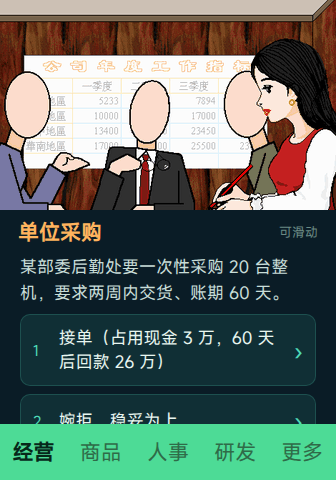 公司年度工作指标
一季度 二 三季度
地區 5233 7894
地區 10000 17000
地區 13400 23450
華南地區 17000 25500 23
单位采购
可滑动
某部委后勤处要一次性采购 20 台整
机，要求两周内交货、账期 60 天。
1 接单（占用现金 3 万，60 天
后回款 26 万）
2 婉拒，稳妥为上
经营 商品 人事 研发 更多